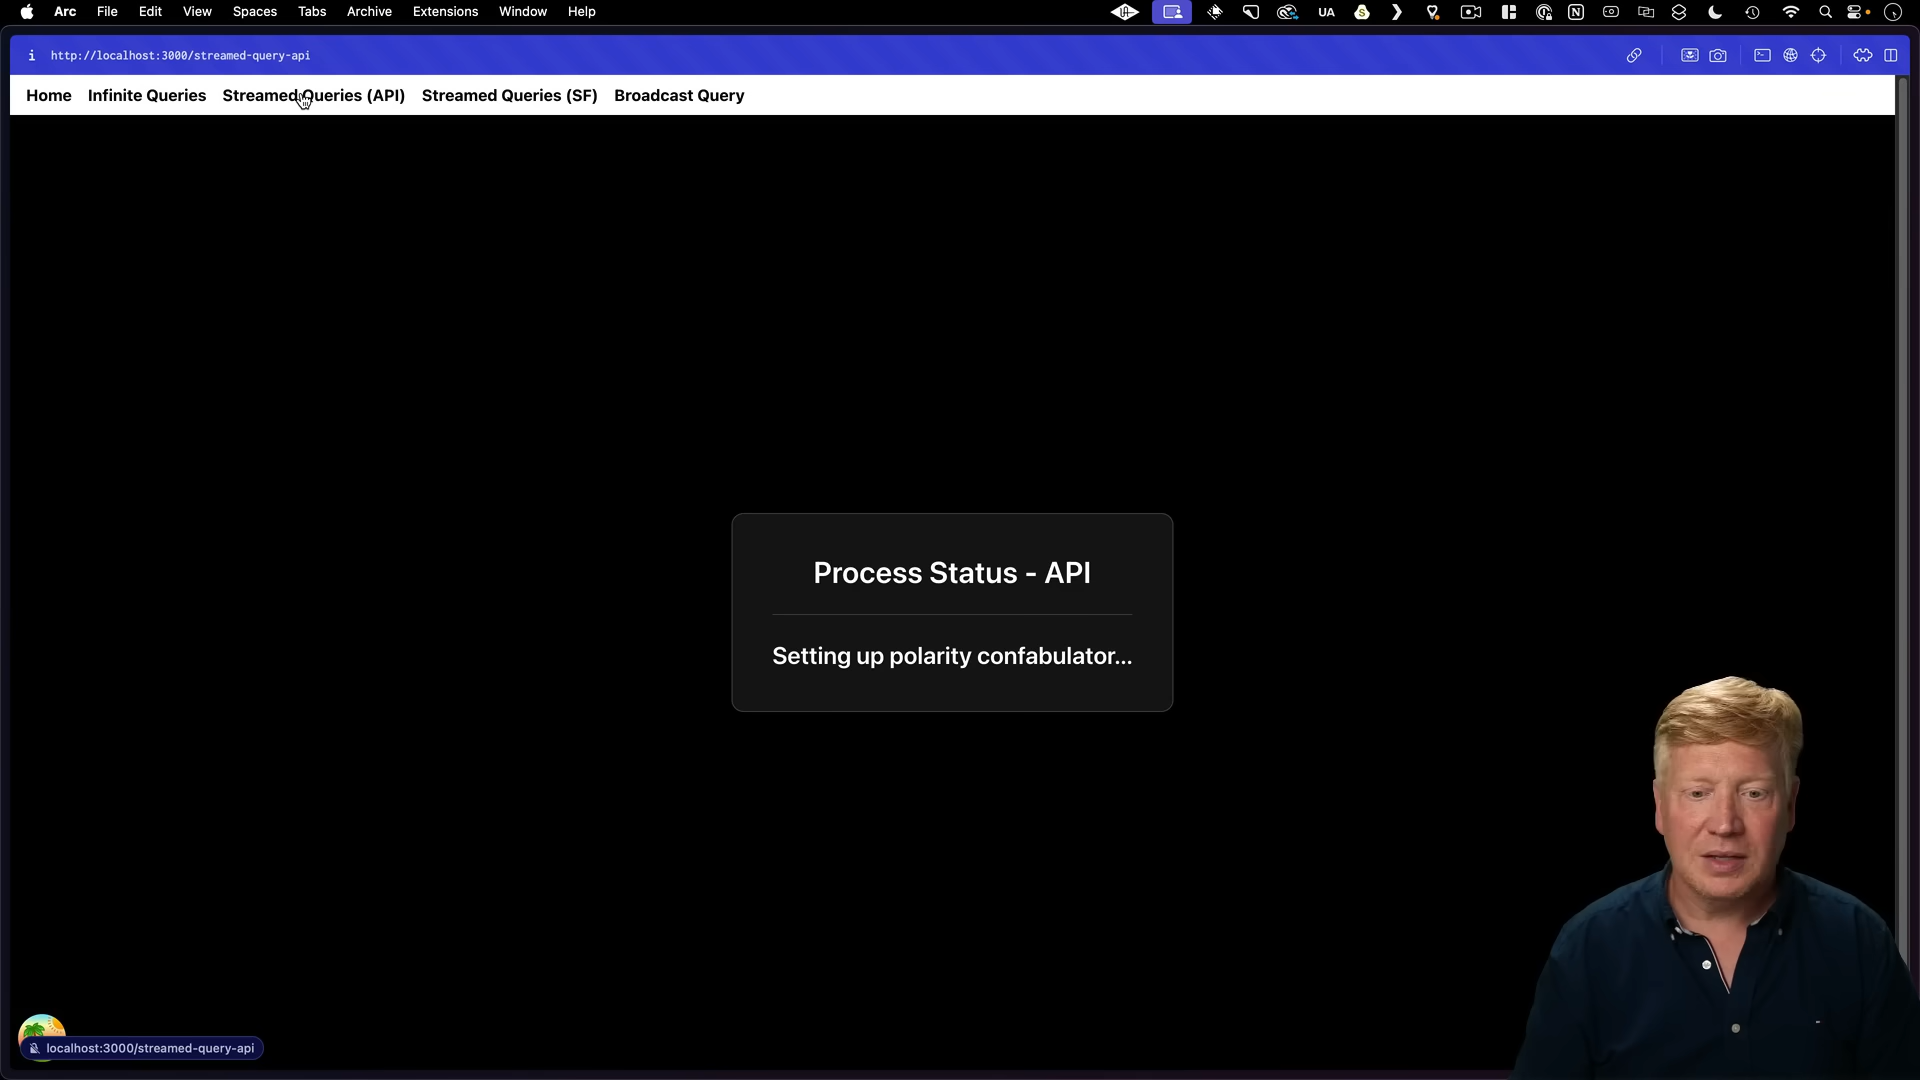 Arc File Edit View Spaces Tabs Archive Extensions Window Help UA
http://localhost:3000/streamed-query-api
Home Infinite Queries Streamed Queries (API) Streamed Queries (SF) Broadcast Query
Process Status - API
Setting up polarity confabulator...
localhost:3000/streamed-query-api